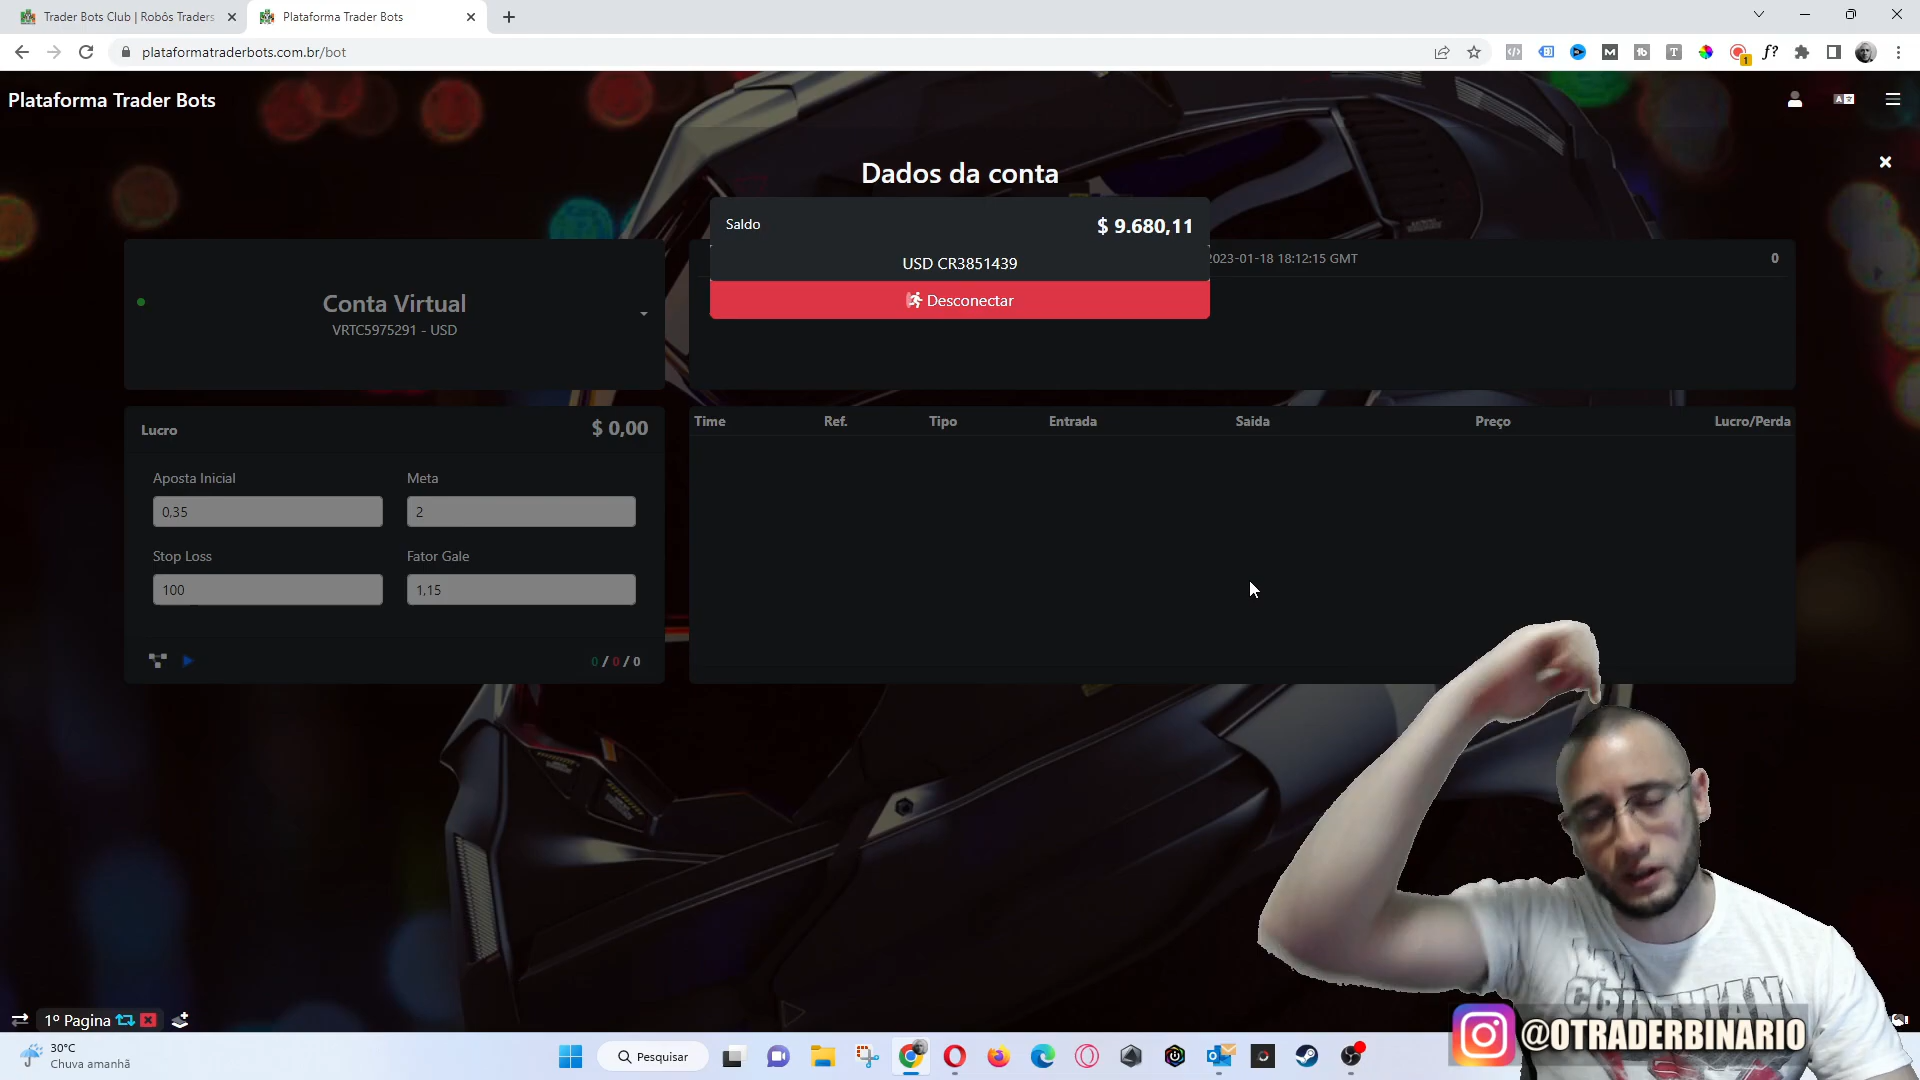 Trader Bots Club | Robôs Traders
Plataforma Trader Bots
plataformatraderbots.com.br/bot
Plataforma Trader Bots
Dados da conta
Saldo
$ 9.680,11
USD CR3851439
Desconectar
2023-01-18 18:12:15 GMT
0
Conta Virtual
VRTC5975291 - USD
Lucro
$ 0,00
Aposta Inicial
Meta
0,35
2
Stop Loss
Fator Gale
100
1,15
0 / 0 / 0
Time
Ref.
Tipo
Entrada
Saida
Preço
Lucro/Perda
1º Pagina
@OTRADERBINARIO
30°C
Chuva amanhã
Pesquisar